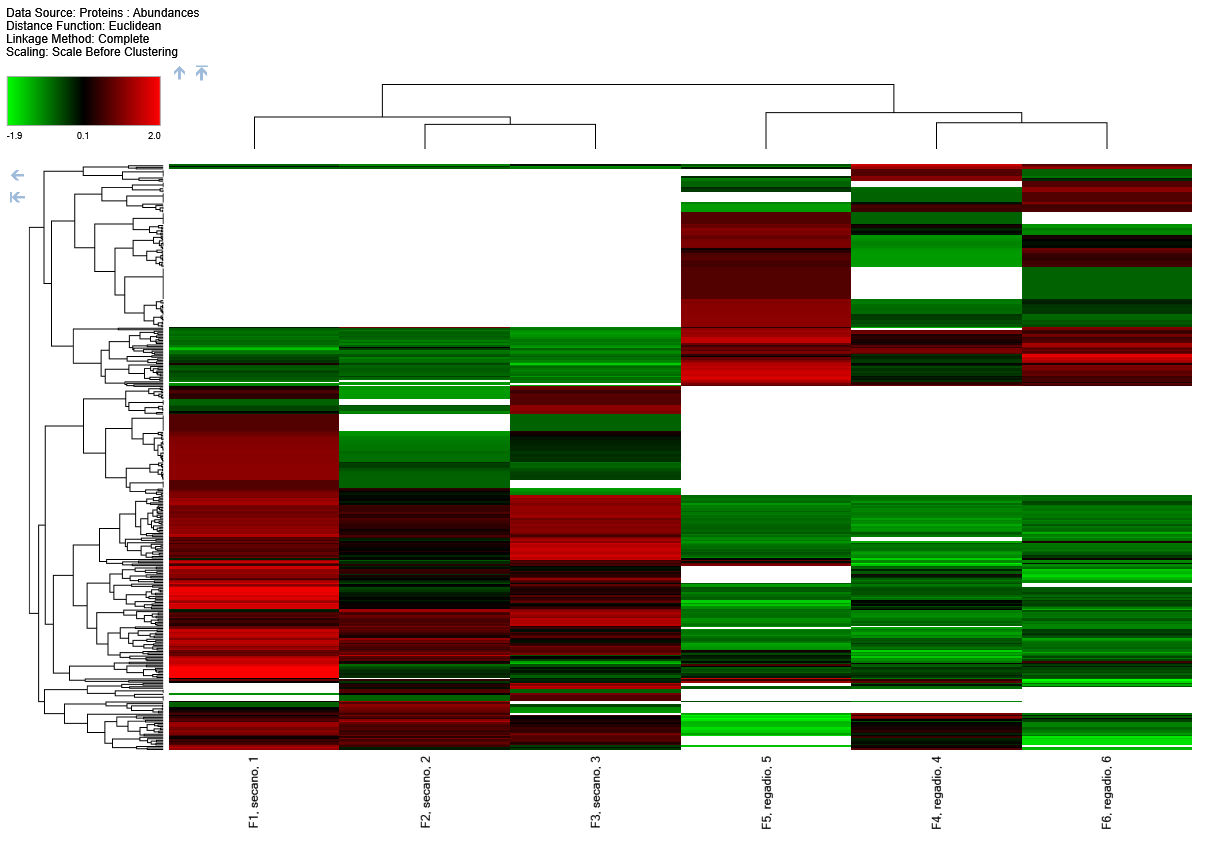 Data Source: Proteins : Abundances
Distance Function: Euclidean
Linkage Method: Complete
Scaling: Scale Before Clustering
-1.9 0.1 2.0
F1, secano, 1
F2, secano, 2
F3, secano, 3
F5, regadio, 5
F4, regadio, 4
F6, regadio, 6